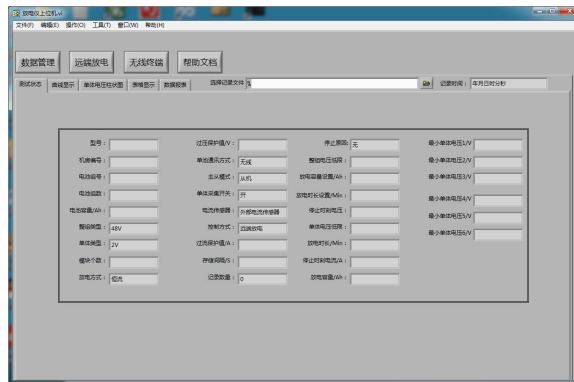 放电仪上位机.vi
文件(F) 编辑(E) 操作(O) 工具(T) 窗口(W) 帮助(H)
数据管理 远端放电 无线终端 帮助文档
测试状态 曲线显示 单体电压柱状图 表格显示 数据报表 选择记录文件 记录时间： 年月日时分秒
型号： 过压保护值/V： 停止原因: 无 最小单体电压1/V
机房编号： 单池通讯方式： 无线 整组电压低限： 最小单体电压2/V
电池组号： 主从模式： 从机 放电容量设置/Ah： 最小单体电压3/V
电池组数： 单体采集开关： 开 放电时长设置/Min： 最小单体电压4/V
电池容量/Ah： 电流传感器： 外部电流传感器 停止时刻电压： 最小单体电压5/V
整组类型： 48V 控制方式： 远端放电 单体电压低限： 最小单体电压6/V
单体类型： 2V 过流保护值/A： 放电时长/Min：
模块个数： 存储间隔/S： 停止时刻电流/A：
放电方式： 恒流 记录数量： 0 放电容量/Ah：